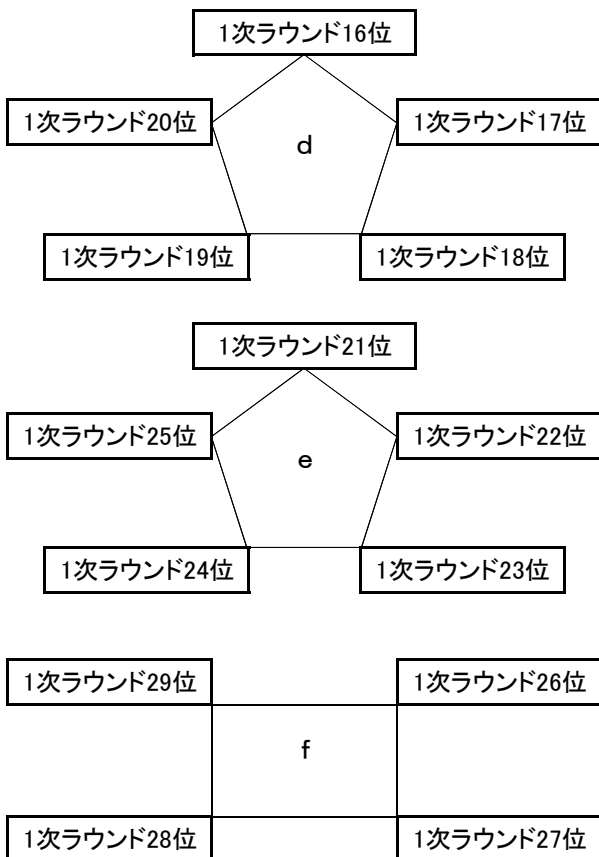 1次ラウンド16位
1次ラウンド20位
1次ラウンド17位
d
1次ラウンド19位
1次ラウンド18位
1次ラウンド21位
1次ラウンド25位
1次ラウンド22位
e
1次ラウンド24位
1次ラウンド23位
1次ラウンド29位
1次ラウンド26位
f
1次ラウンド28位
1次ラウンド27位